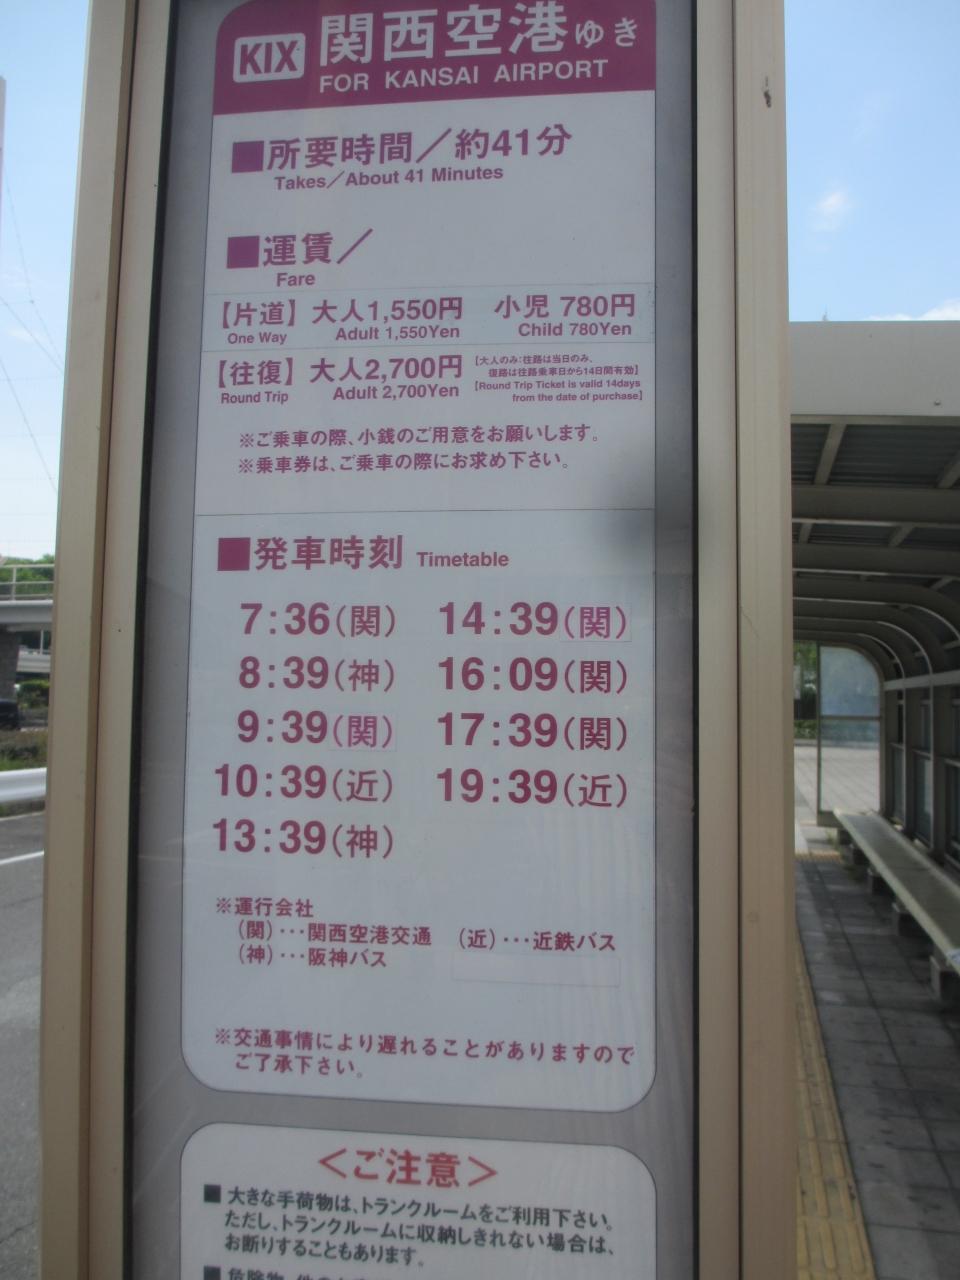 KIX 関西空港ゆき
FOR KANSAI AIRPORT
■所要時間／約41分
Takes／About 41 Minutes
■運賃／
Fare
【片道】 大人1,550円 小児 780円
One Way Adult 1,550Yen Child 780Yen
【往復】 大人2,700円
Round Trip Adult 2,700Yen
【大人のみ：往路は当日のみ、
復路は往路乗車日から14日間有効】
【Round Trip Ticket is valid 14days
from the date of purchase】
※ご乗車の際、小銭のご用意をお願いします。
※乗車券は、ご乗車の際にお求め下さい。
■発車時刻 Timetable
7：36（関） 14：39（関）
8：39（神） 16：09（関）
9：39（関） 17：39（関）
10：39（近） 19：39（近）
13：39（神）
※運行会社
（関）･･･関西空港交通 （近）･･･近鉄バス
（神）･･･阪神バス
※交通事情により遅れることがありますので
ご了承下さい。
＜ご注意＞
■大きな手荷物は、トランクルームをご利用下さい。
ただし、トランクルームに収納しきれない場合は、
お断りすることもあります。